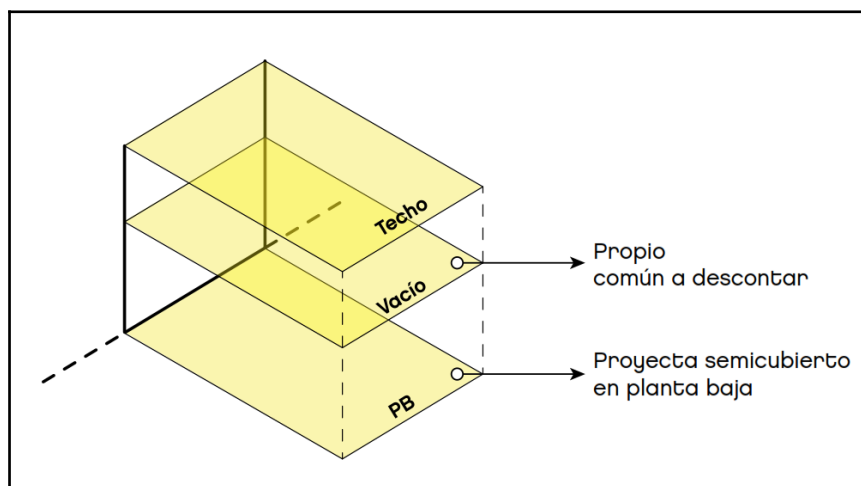 Techo
Vacío
Propio
común a descontar
PB
Proyecta semicubierto
en planta baja